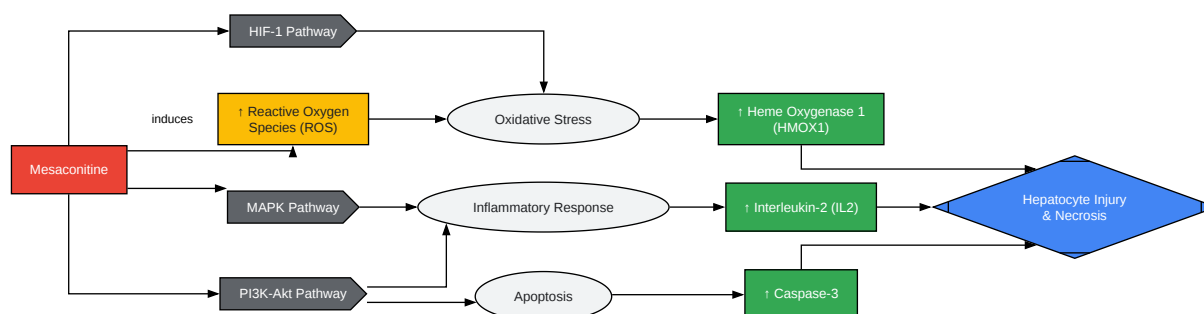 HIF-1 Pathway
induces
↑ Reactive Oxygen
Species (ROS)
Oxidative Stress
↑ Heme Oxygenase 1
(HMOX1)
Mesaconitine
MAPK Pathway
Inflammatory Response
↑ Interleukin-2 (IL2)
Hepatocyte Injury
& Necrosis
PI3K-Akt Pathway
Apoptosis
↑ Caspase-3